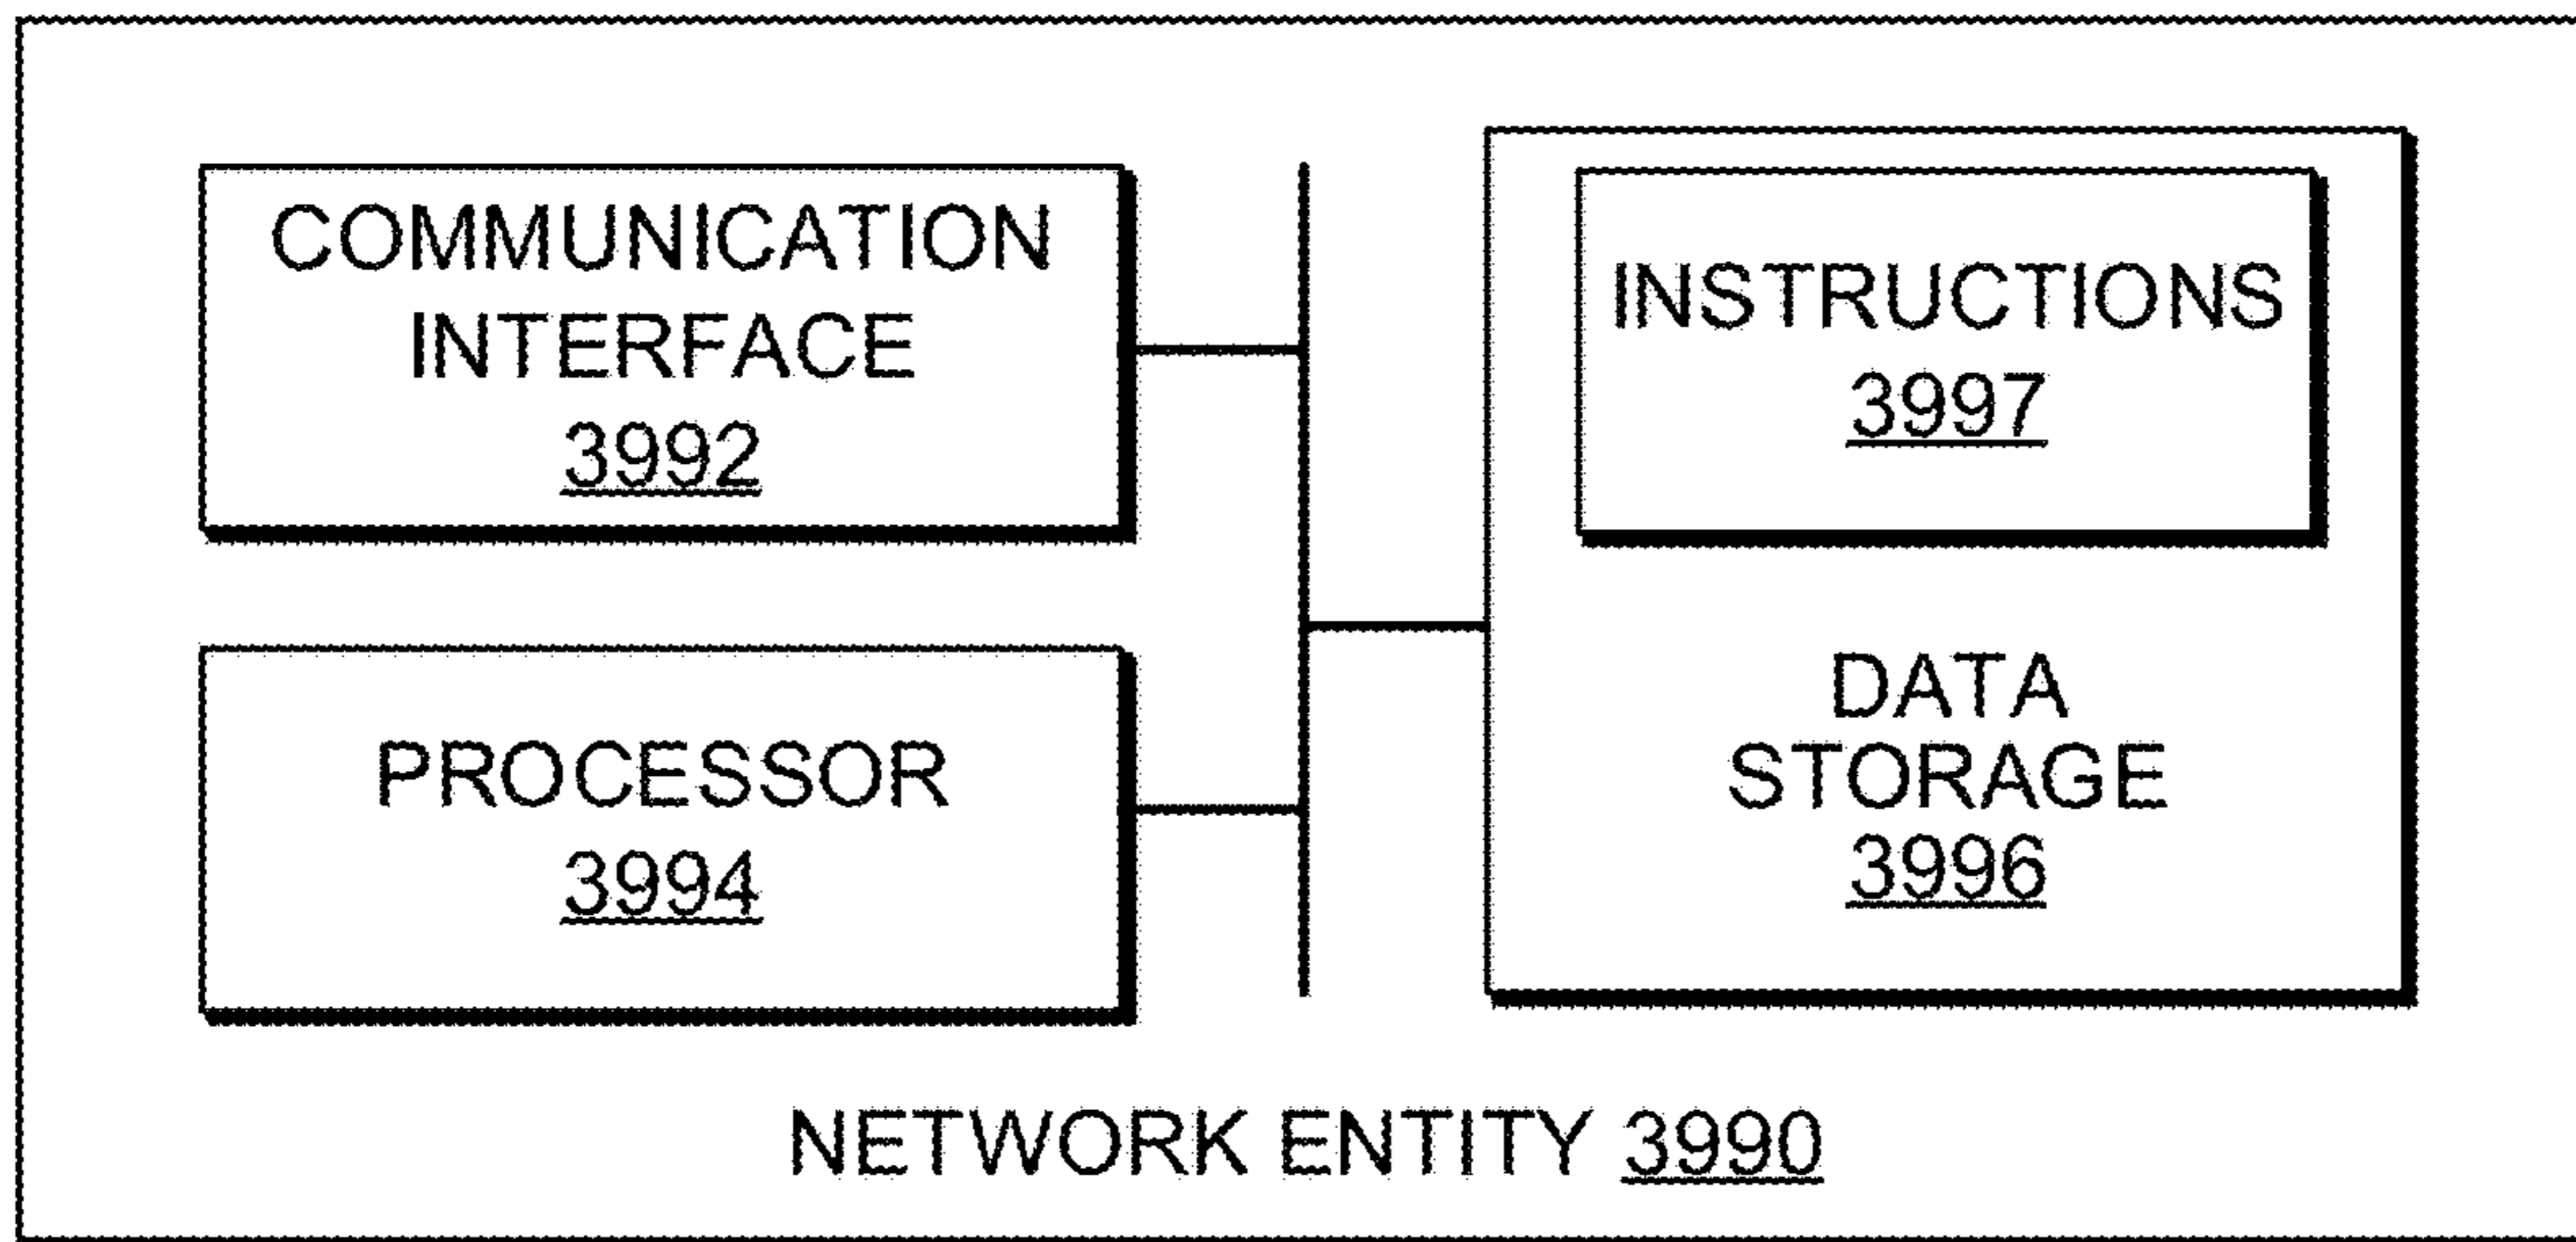 COMMUNICATION
INTERFACE
3992
PROCESSOR
3994
INSTRUCTIONS
3997
DATA
STORAGE
3996
NETWORK ENTITY 3990